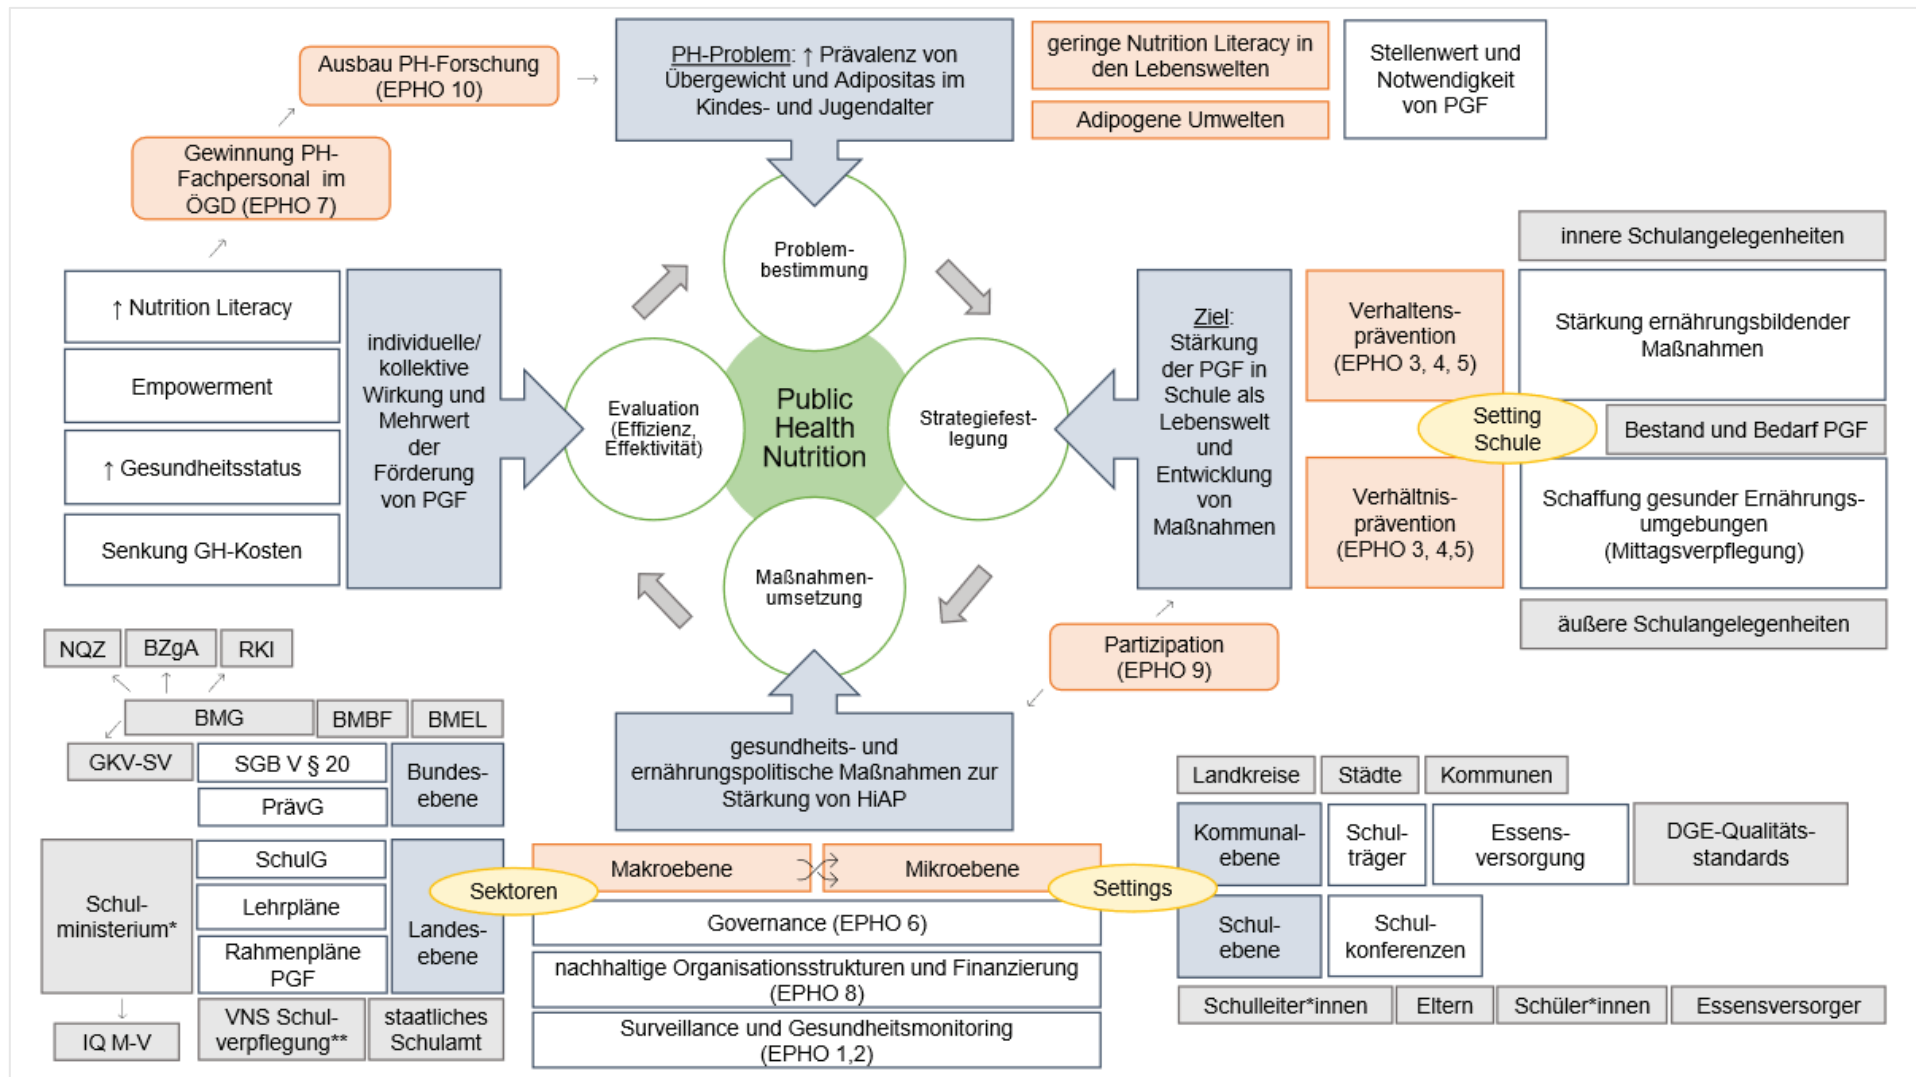 PH-Problem: ↑ Prävalenz von
Übergewicht und Adipositas im
Kindes- und Jugendalter
geringe Nutrition Literacy in
den Lebenswelten
Adipogene Umwelten
Stellenwert und
Notwendigkeit
von PGF
Ausbau PH-Forschung
(EPHO 10)
Gewinnung PH-
Fachpersonal im
ÖGD (EPHO 7)
↑ Nutrition Literacy
Empowerment
↑ Gesundheitsstatus
Senkung GH-Kosten
individuelle/
kollektive
Wirkung und
Mehrwert
der
Förderung
von PGF
Problem-
bestimmung
Evaluation
(Effizienz,
Effektivität)
Public
Health
Nutrition
Strategiefest-
legung
Maßnahmen-
umsetzung
Ziel:
Stärkung
der PGF in
Schule als
Lebenswelt
und
Entwicklung
von
Maßnahmen
innere Schulangelegenheiten
Verhaltens-
prävention
(EPHO 3, 4, 5)
Stärkung ernährungsbildender
Maßnahmen
Setting
Schule
Bestand und Bedarf PGF
Verhältnis-
prävention
(EPHO 3, 4,5)
Schaffung gesunder Ernährungs-
umgebungen
(Mittagsverpflegung)
äußere Schulangelegenheiten
Partizipation
(EPHO 9)
gesundheits- und
ernährungspolitische Maßnahmen zur
Stärkung von HiAP
NQZ
BZgA
RKI
BMG
BMBF
BMEL
GKV-SV
SGB V § 20
PrävG
Bundes-
ebene
Schul-
ministerium*
SchulG
Lehrpläne
Rahmenpläne
PGF
Landes-
ebene
IQ M-V
VNS Schul-
verpflegung**
staatliches
Schulamt
Sektoren
Makroebene
Mikroebene
Settings
Governance (EPHO 6)
nachhaltige Organisationsstrukturen und Finanzierung
(EPHO 8)
Surveillance und Gesundheitsmonitoring
(EPHO 1,2)
Landkreise
Städte
Kommunen
Kommunal-
ebene
Schul-
träger
Essens-
versorgung
DGE-Qualitäts-
standards
Schul-
ebene
Schul-
konferenzen
Schulleiter*innen
Eltern
Schüler*innen
Essensversorger